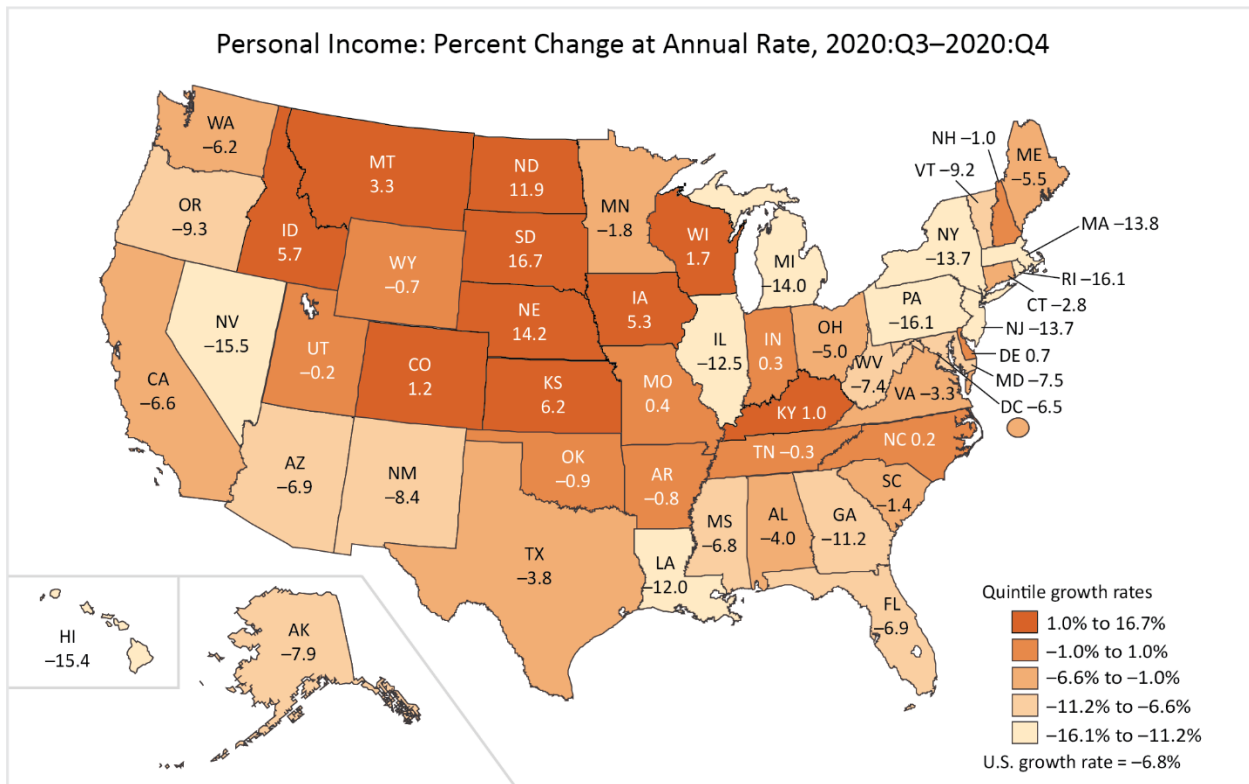 Personal Income: Percent Change at Annual Rate, 2020:Q3–2020:Q4
WA
–6.2
OR
–9.3
CA
–6.6
NV
–15.5
ID
5.7
MT
3.3
WY
–0.7
UT
–0.2
AZ
–6.9
CO
1.2
NM
–8.4
ND
11.9
SD
16.7
NE
14.2
KS
6.2
OK
–0.9
TX
–3.8
MN
–1.8
IA
5.3
MO
0.4
AR
–0.8
LA
–12.0
WI
1.7
IL
–12.5
MI
–14.0
IN
0.3
OH
–5.0
KY 1.0
TN –0.3
MS
–6.8
AL
–4.0
GA
–11.2
FL
–6.9
SC
–1.4
NC 0.2
VA –3.3
WV
–7.4
PA
–16.1
NY
–13.7
NH –1.0
VT –9.2
ME
–5.5
MA –13.8
RI –16.1
CT –2.8
NJ –13.7
DE 0.7
MD –7.5
DC –6.5
HI
–15.4
AK
–7.9
Quintile growth rates
1.0% to 16.7%
–1.0% to 1.0%
–6.6% to –1.0%
–11.2% to –6.6%
–16.1% to –11.2%
U.S. growth rate = –6.8%